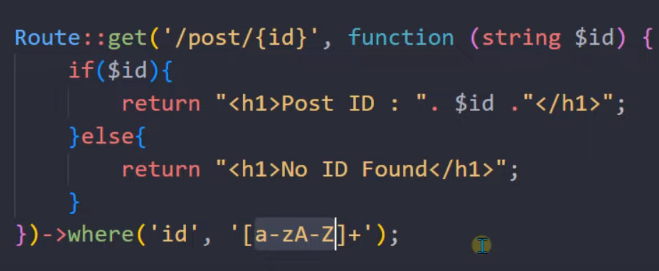 Route::get('/post/{id}', function (string $id) {
if($id){
return "<h1>Post ID : ". $id ."</h1>";
}else{
return "<h1>No ID Found</h1>";
}
})->where('id', '[a-zA-Z]+');